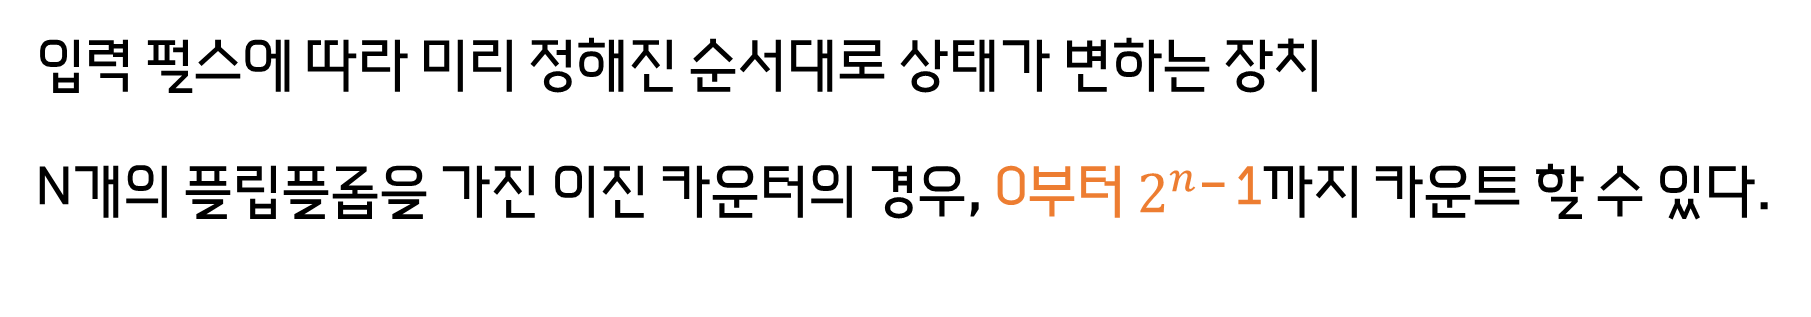 입력 펄스에 따라 미리 정해진 순서대로 상태가 변하는 장치
N개의 플립플롭을 가진 이진 카운터의 경우, 0부터 2ⁿ-1까지 카운트 할 수 있다.